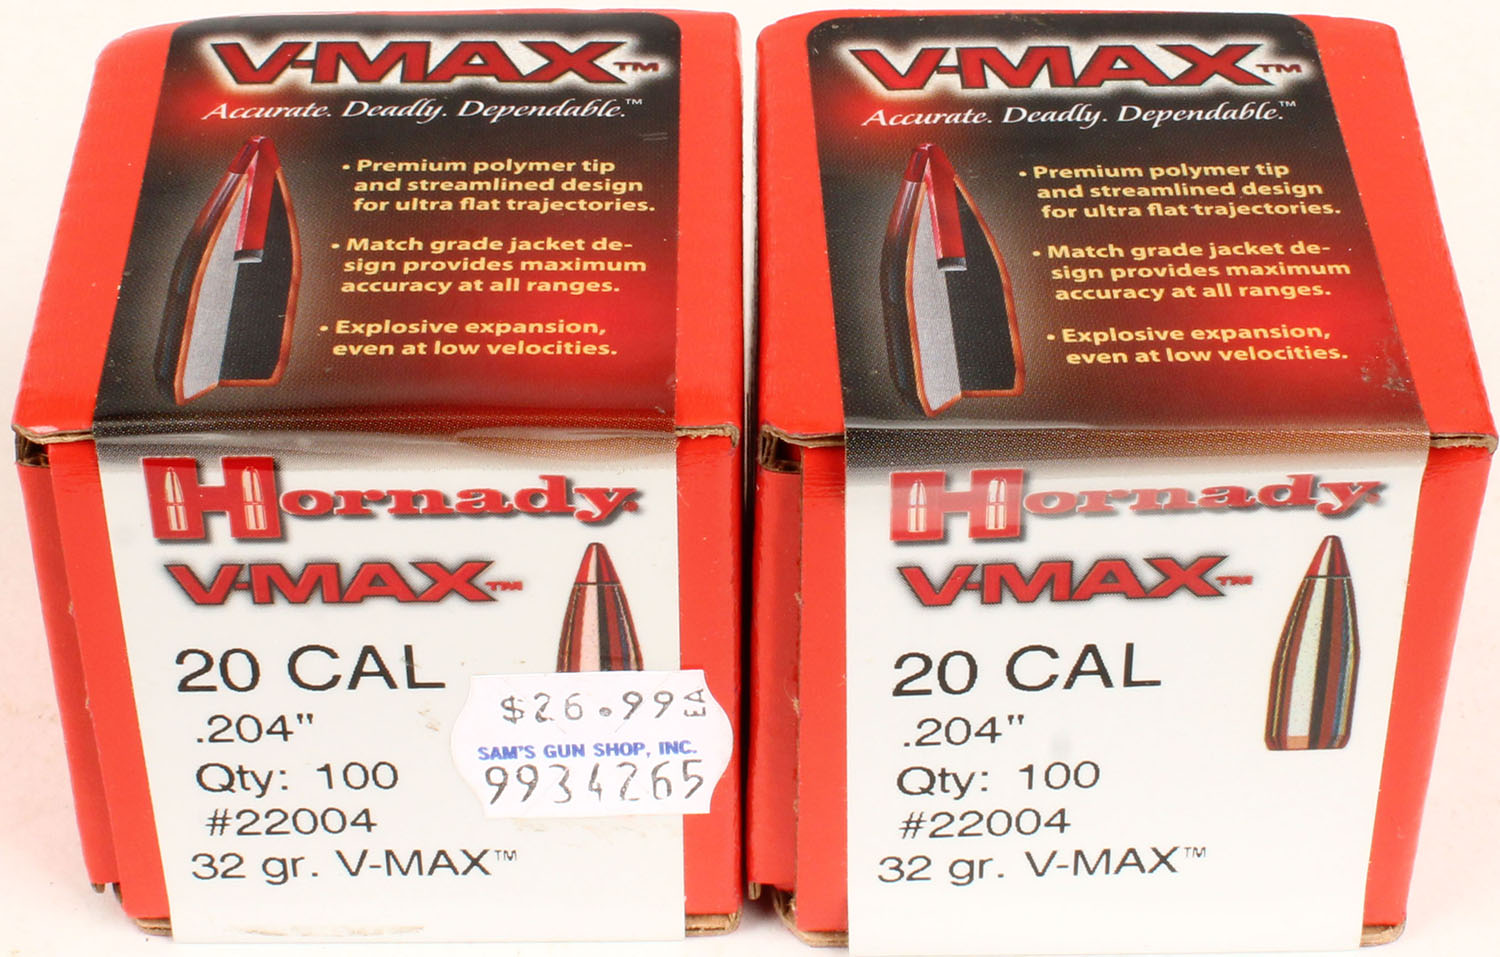 V-MAX™
Accurate. Deadly. Dependable.™
• Premium polymer tip
and streamlined design
for ultra flat trajectories.
• Match grade jacket de-
sign provides maximum
accuracy at all ranges.
• Explosive expansion,
even at low velocities.
Hornady®
V-MAX™
20 CAL
.204"
Qty: 100
#22004
32 gr. V-MAX™
$26.99 EA
SAM'S GUN SHOP, INC.
9934265
V-MAX™
Accurate. Deadly. Dependable.™
• Premium polymer tip
and streamlined design
for ultra flat trajectories.
• Match grade jacket de-
sign provides maximum
accuracy at all ranges.
• Explosive expansion,
even at low velocities.
Hornady®
V-MAX™
20 CAL
.204"
Qty: 100
#22004
32 gr. V-MAX™